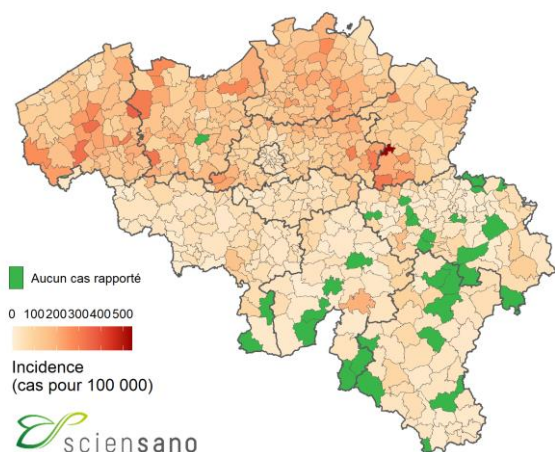 Aucun cas rapporté
0 100 200 300 400 500
Incidence
(cas pour 100 000)
sciensano